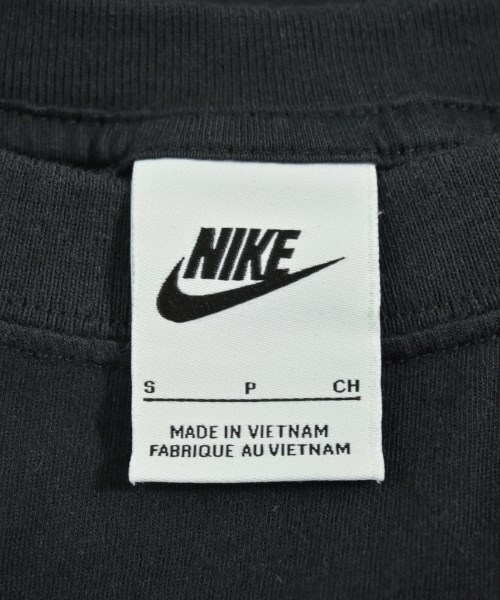 NIKE
S P CH
MADE IN VIETNAM
FABRIQUE AU VIETNAM